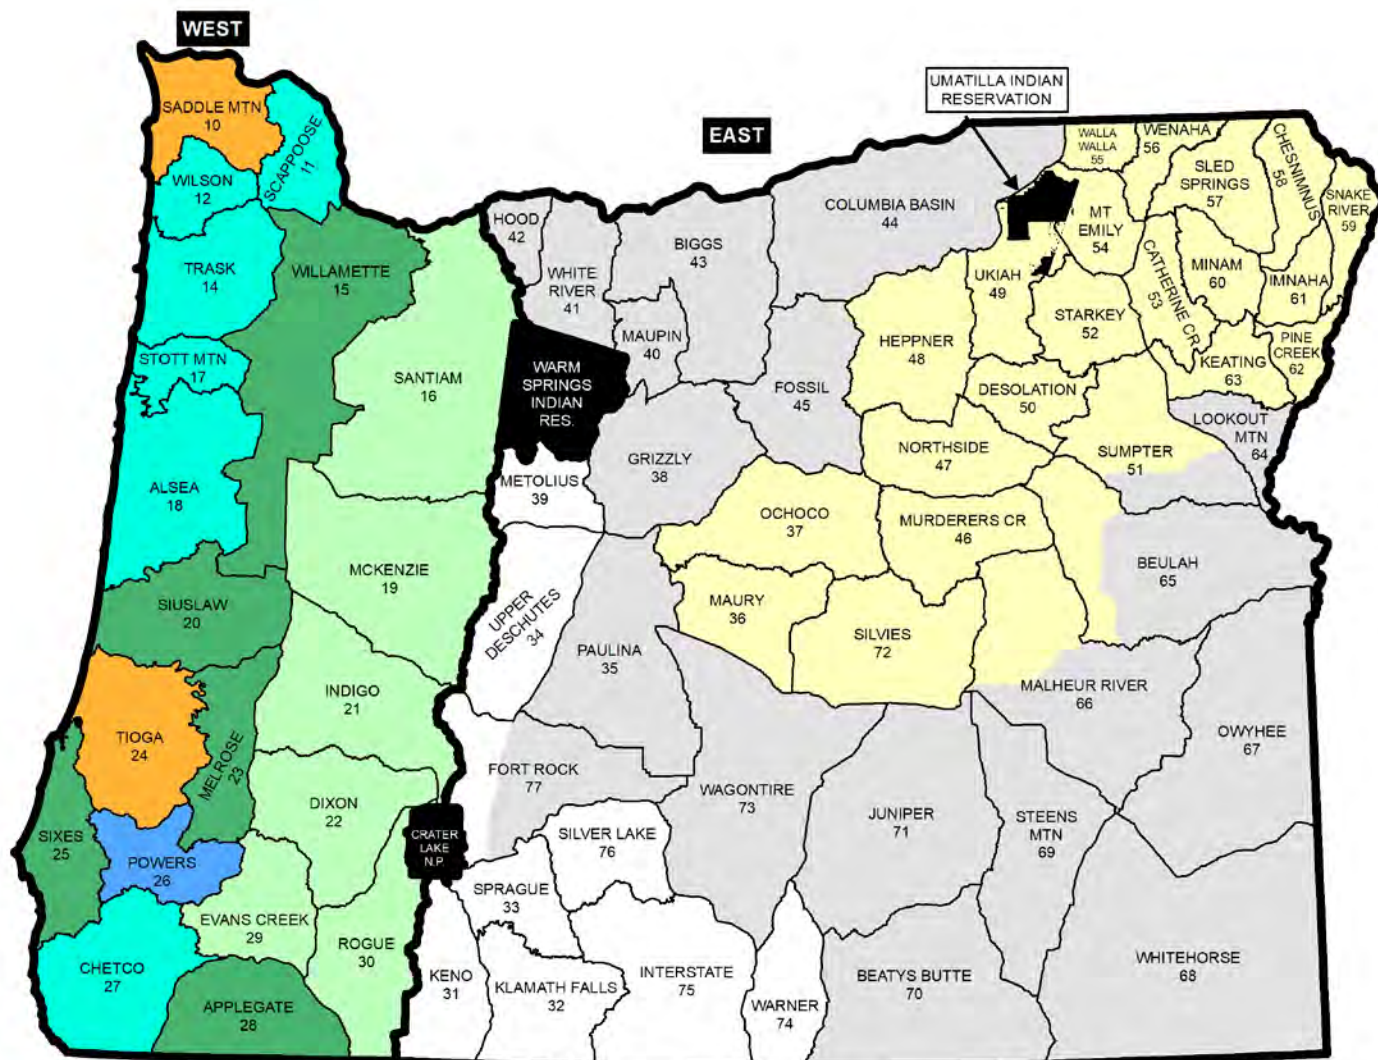 WEST
SADDLE MTN
10
SCAPPOOSE
11
WILSON
12
TRASK
14
WILLAMETTE
15
STOTT MTN
17
SANTIAM
16
ALSEA
18
MCKENZIE
19
SIUSLAW
20
INDIGO
21
TIOGA
24
MELROSE
23
DIXON
22
SIXES
25
POWERS
26
EVANS CREEK
29
ROGUE
30
CHETCO
27
APPLEGATE
28
CRATER
LAKE
N.P.
EAST
UMATILLA INDIAN
RESERVATION
HOOD
42
WHITE
RIVER
41
BIGGS
43
MAUPIN
40
COLUMBIA BASIN
44
WALLA
WALLA
55
WENAHA
56
SLED
SPRINGS
57
CHESNIMNUS
58
SNAKE
RIVER
59
MT
EMILY
54
UKIAH
49
CATHERINE CR
53
MINAM
60
IMNAHA
61
STARKEY
52
HEPPNER
48
KEATING
63
PINE
CREEK
62
DESOLATION
50
LOOKOUT
MTN
64
WARM
SPRINGS
INDIAN
RES.
FOSSIL
45
NORTHSIDE
47
SUMPTER
51
GRIZZLY
38
METOLIUS
39
OCHOCO
37
MURDERERS CR
46
BEULAH
65
UPPER
DESCHUTES
34
MAURY
36
SILVIES
72
PAULINA
35
MALHEUR RIVER
66
OWYHEE
67
FORT ROCK
77
WAGONTIRE
73
JUNIPER
71
STEENS
MTN
69
SILVER LAKE
76
SPRAGUE
33
KENO
31
KLAMATH FALLS
32
INTERSTATE
75
WARNER
74
BEATYS BUTTE
70
WHITEHORSE
68